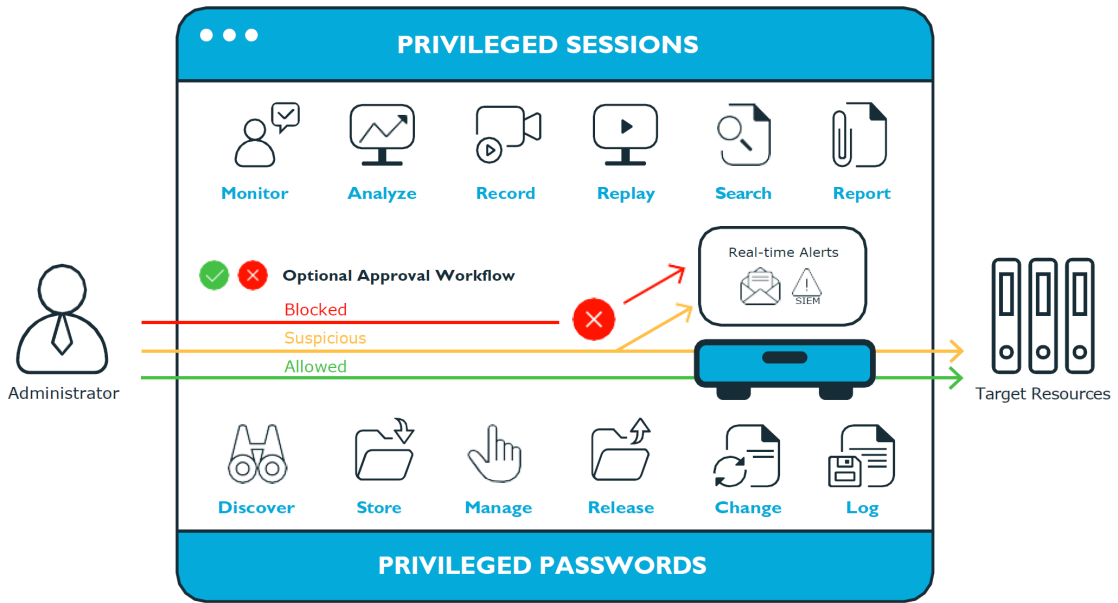 PRIVILEGED SESSIONS
Monitor
Analyze
Record
Replay
Search
Report
Real-time Alerts
SIEM
Optional Approval Workflow
Blocked
Suspicious
Allowed
Administrator
Target Resources
Discover
Store
Manage
Release
Change
Log
PRIVILEGED PASSWORDS